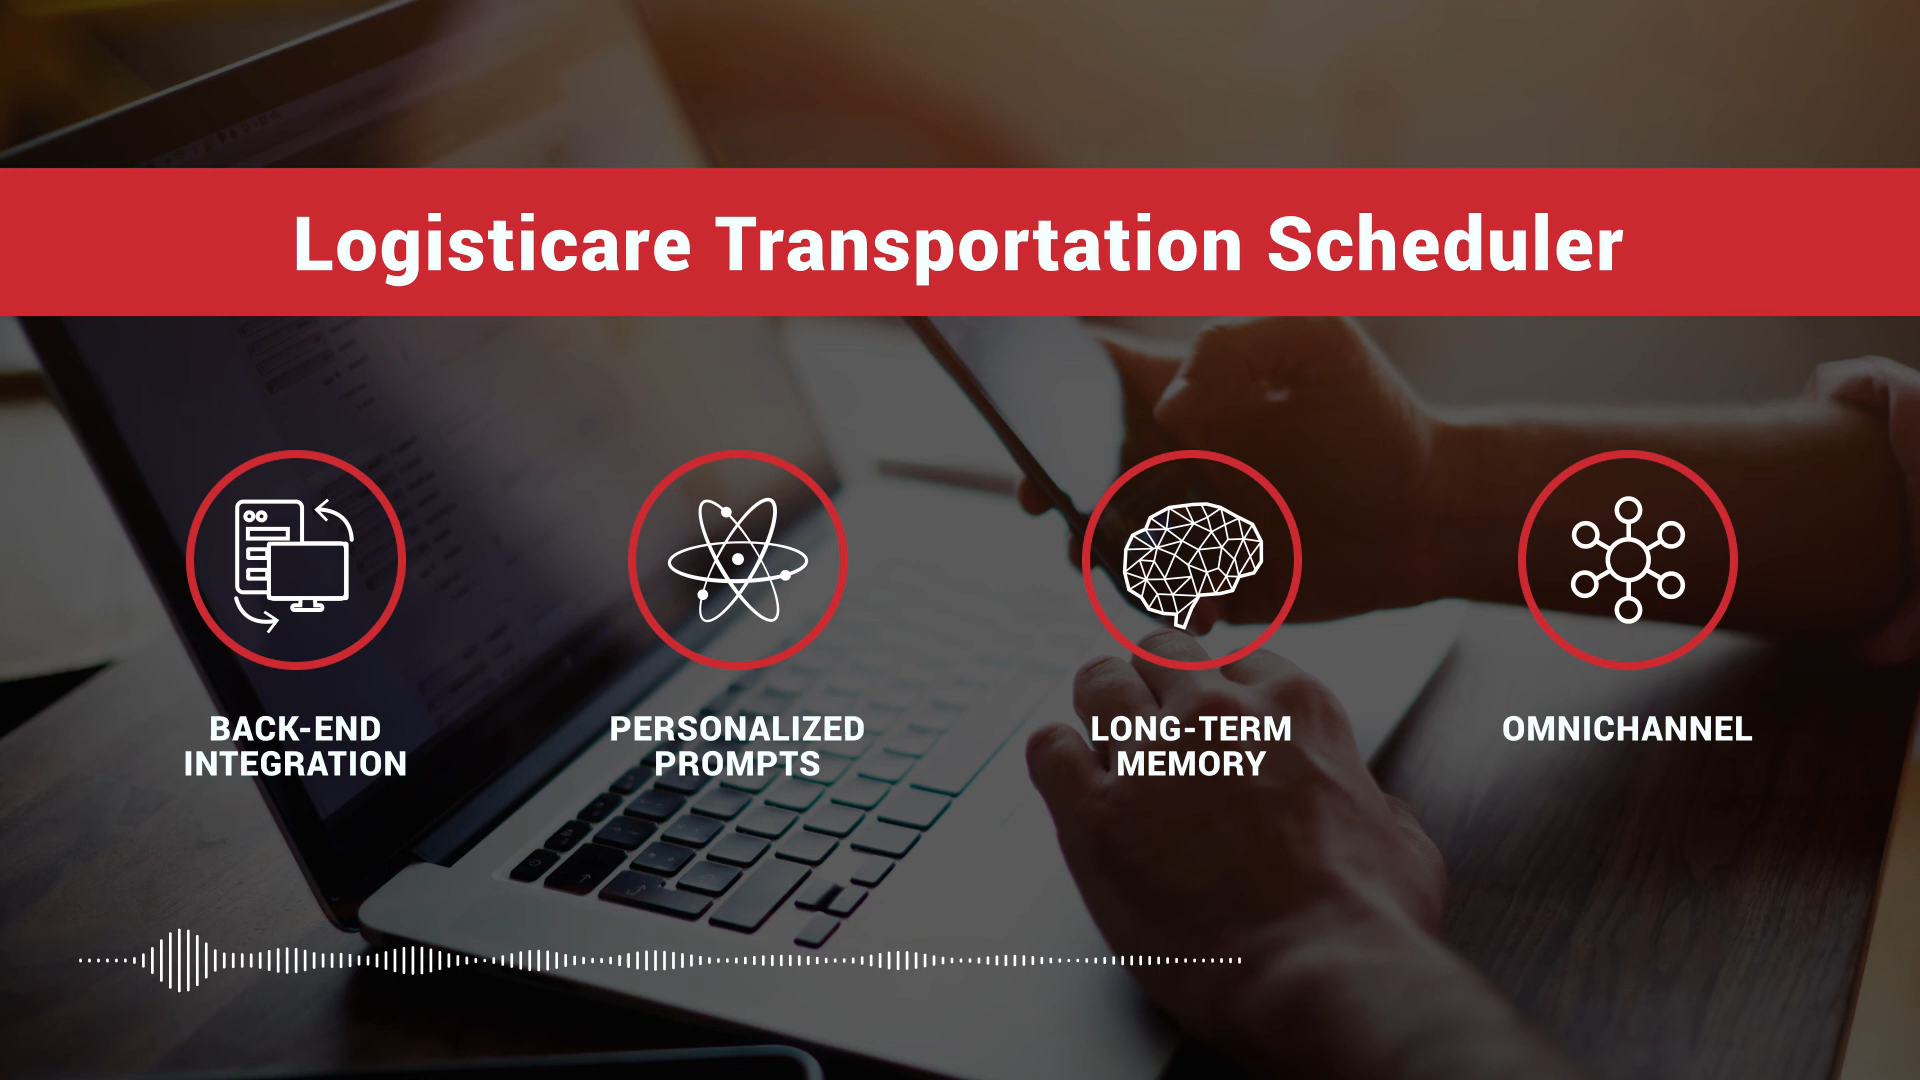 Logisticare Transportation Scheduler
BACK-END
INTEGRATION
PERSONALIZED
PROMPTS
LONG-TERM
MEMORY
OMNICHANNEL